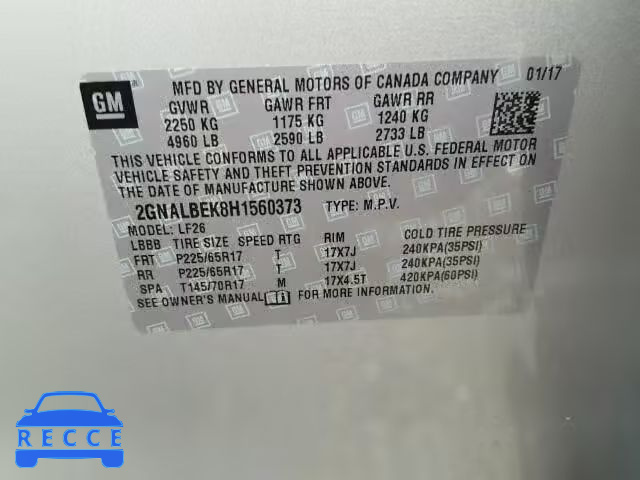 GM
MFD BY GENERAL MOTORS OF CANADA COMPANY 01/17
GVWR GAWR FRT GAWR RR
2250 KG 1175 KG 1240 KG
4960 LB 2590 LB 2733 LB
THIS VEHICLE CONFORMS TO ALL APPLICABLE U.S. FEDERAL MOTOR
VEHICLE SAFETY AND THEFT PREVENTION STANDARDS IN EFFECT ON
THE DATE OF MANUFACTURE SHOWN ABOVE.
2GNALBEK8H1560373 TYPE: M.P.V.
MODEL: LF26
LBBB TIRE SIZE SPEED RTG RIM COLD TIRE PRESSURE
FRT P225/65R17 T 17X7J 240KPA(35PSI)
RR P225/65R17 T 17X7J 240KPA(35PSI)
SPA T145/70R17 M 17X4.5T 420KPA(60PSI)
SEE OWNER'S MANUAL FOR MORE INFORMATION.
RECCE